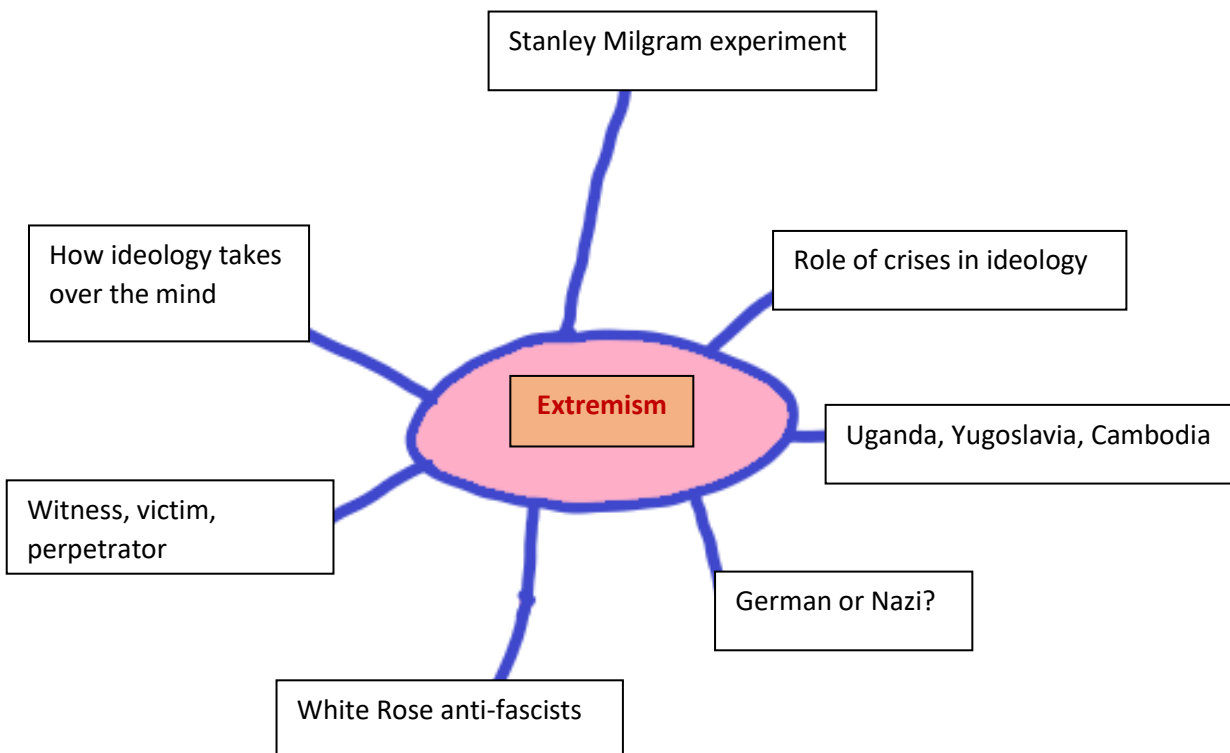 Stanley Milgram experiment
How ideology takes
over the mind
Role of crises in ideology
Extremism
Uganda, Yugoslavia, Cambodia
Witness, victim,
perpetrator
German or Nazi?
White Rose anti-fascists